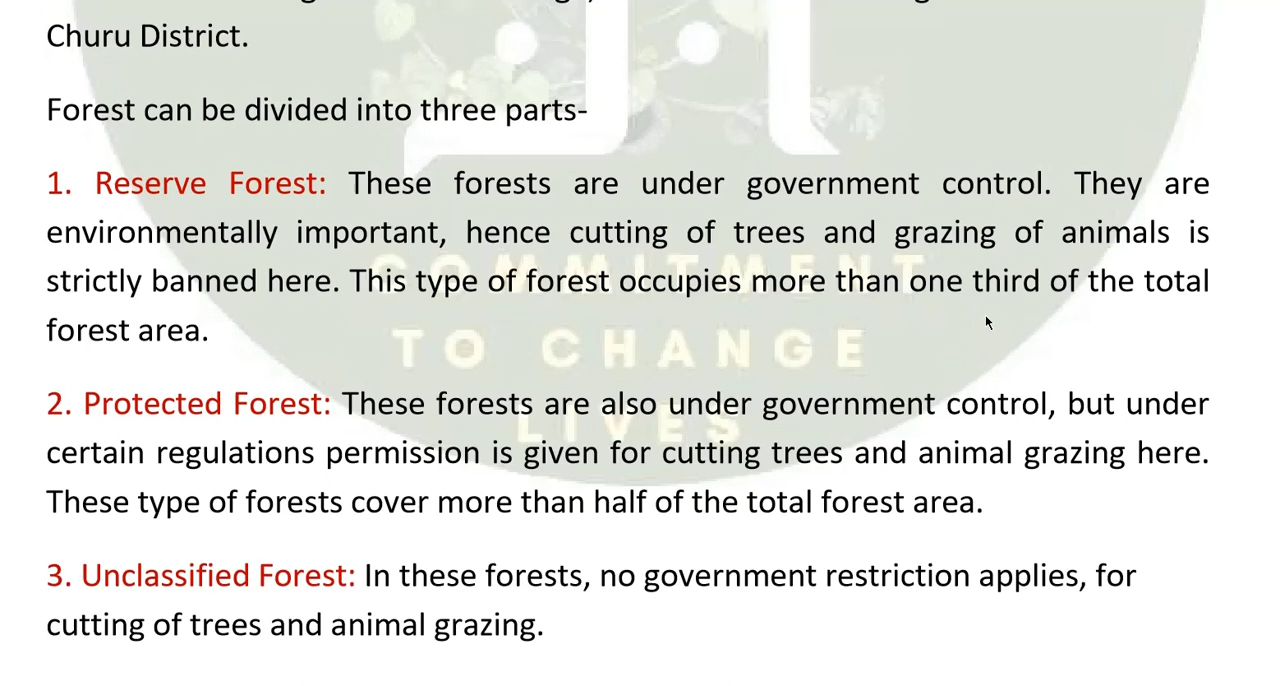 Churu District.
Forest can be divided into three parts-
1. Reserve Forest: These forests are under government control. They are
environmentally important, hence cutting of trees and grazing of animals is
strictly banned here. This type of forest occupies more than one third of the total
forest area.
2. Protected Forest: These forests are also under government control, but under
certain regulations permission is given for cutting trees and animal grazing here.
These type of forests cover more than half of the total forest area.
3. Unclassified Forest: In these forests, no government restriction applies, for
cutting of trees and animal grazing.
COMMITMENT
TO CHANGE
LIVES